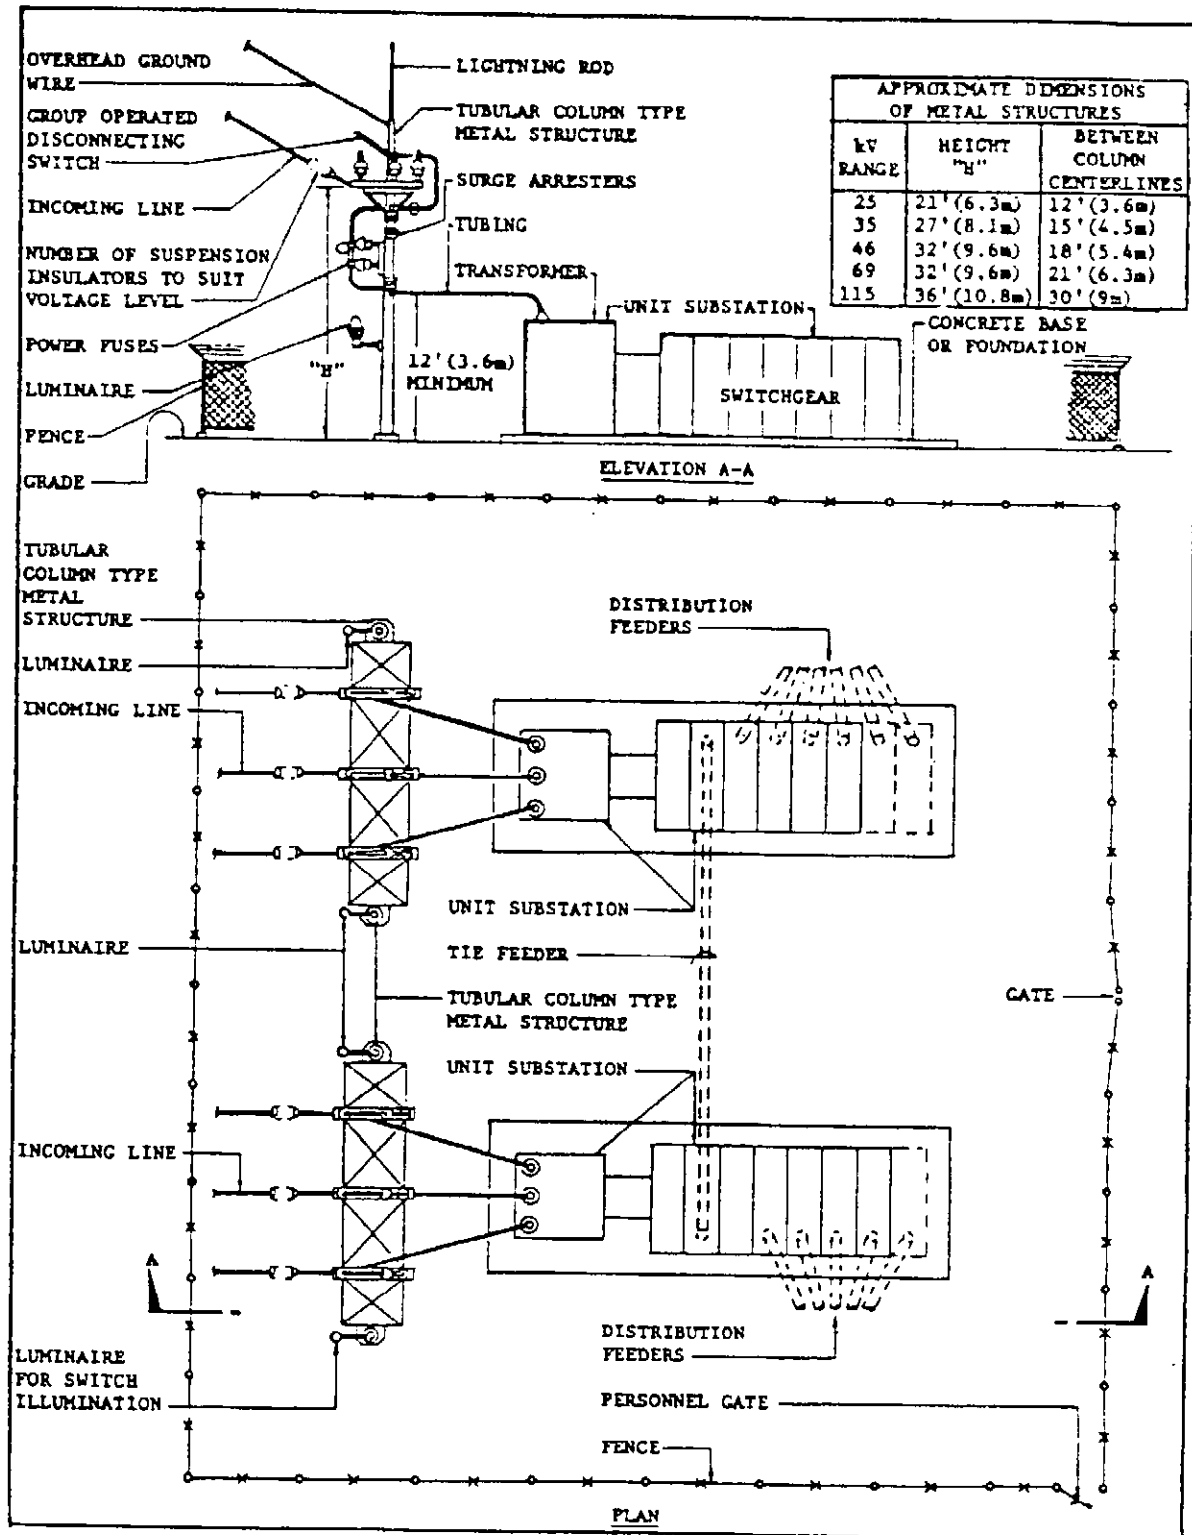 OVERHEAD GROUND
WIRE
GROUP OPERATED
DISCONNECTING
SWITCH
INCOMING LINE
NUMBER OF SUSPENSION
INSULATORS TO SUIT
VOLTAGE LEVEL
POWER FUSES
LUMINAIRE
FENCE
GRADE
LIGHTNING ROD
TUBULAR COLUMN TYPE
METAL STRUCTURE
SURGE ARRESTERS
TUBING
TRANSFORMER
UNIT SUBSTATION
CONCRETE BASE
OR FOUNDATION
"H"
12'(3.6m)
MINIMUM
SWITCHGEAR
APPROXIMATE DIMENSIONS
OF METAL STRUCTURES
kV RANGE HEIGHT "H" BETWEEN COLUMN CENTERLINES
25 21'(6.3m) 12'(3.6m)
35 27'(8.1m) 15'(4.5m)
46 32'(9.6m) 18'(5.4m)
69 32'(9.6m) 21'(6.3m)
115 36'(10.8m) 30'(9m)
ELEVATION A-A
TUBULAR
COLUMN TYPE
METAL
STRUCTURE
LUMINAIRE
INCOMING LINE
DISTRIBUTION
FEEDERS
UNIT SUBSTATION
LUMINAIRE
TIE FEEDER
TUBULAR COLUMN TYPE
METAL STRUCTURE
GATE
UNIT SUBSTATION
INCOMING LINE
A
A
LUMINAIRE
FOR SWITCH
ILLUMINATION
DISTRIBUTION
FEEDERS
PERSONNEL GATE
FENCE
PLAN